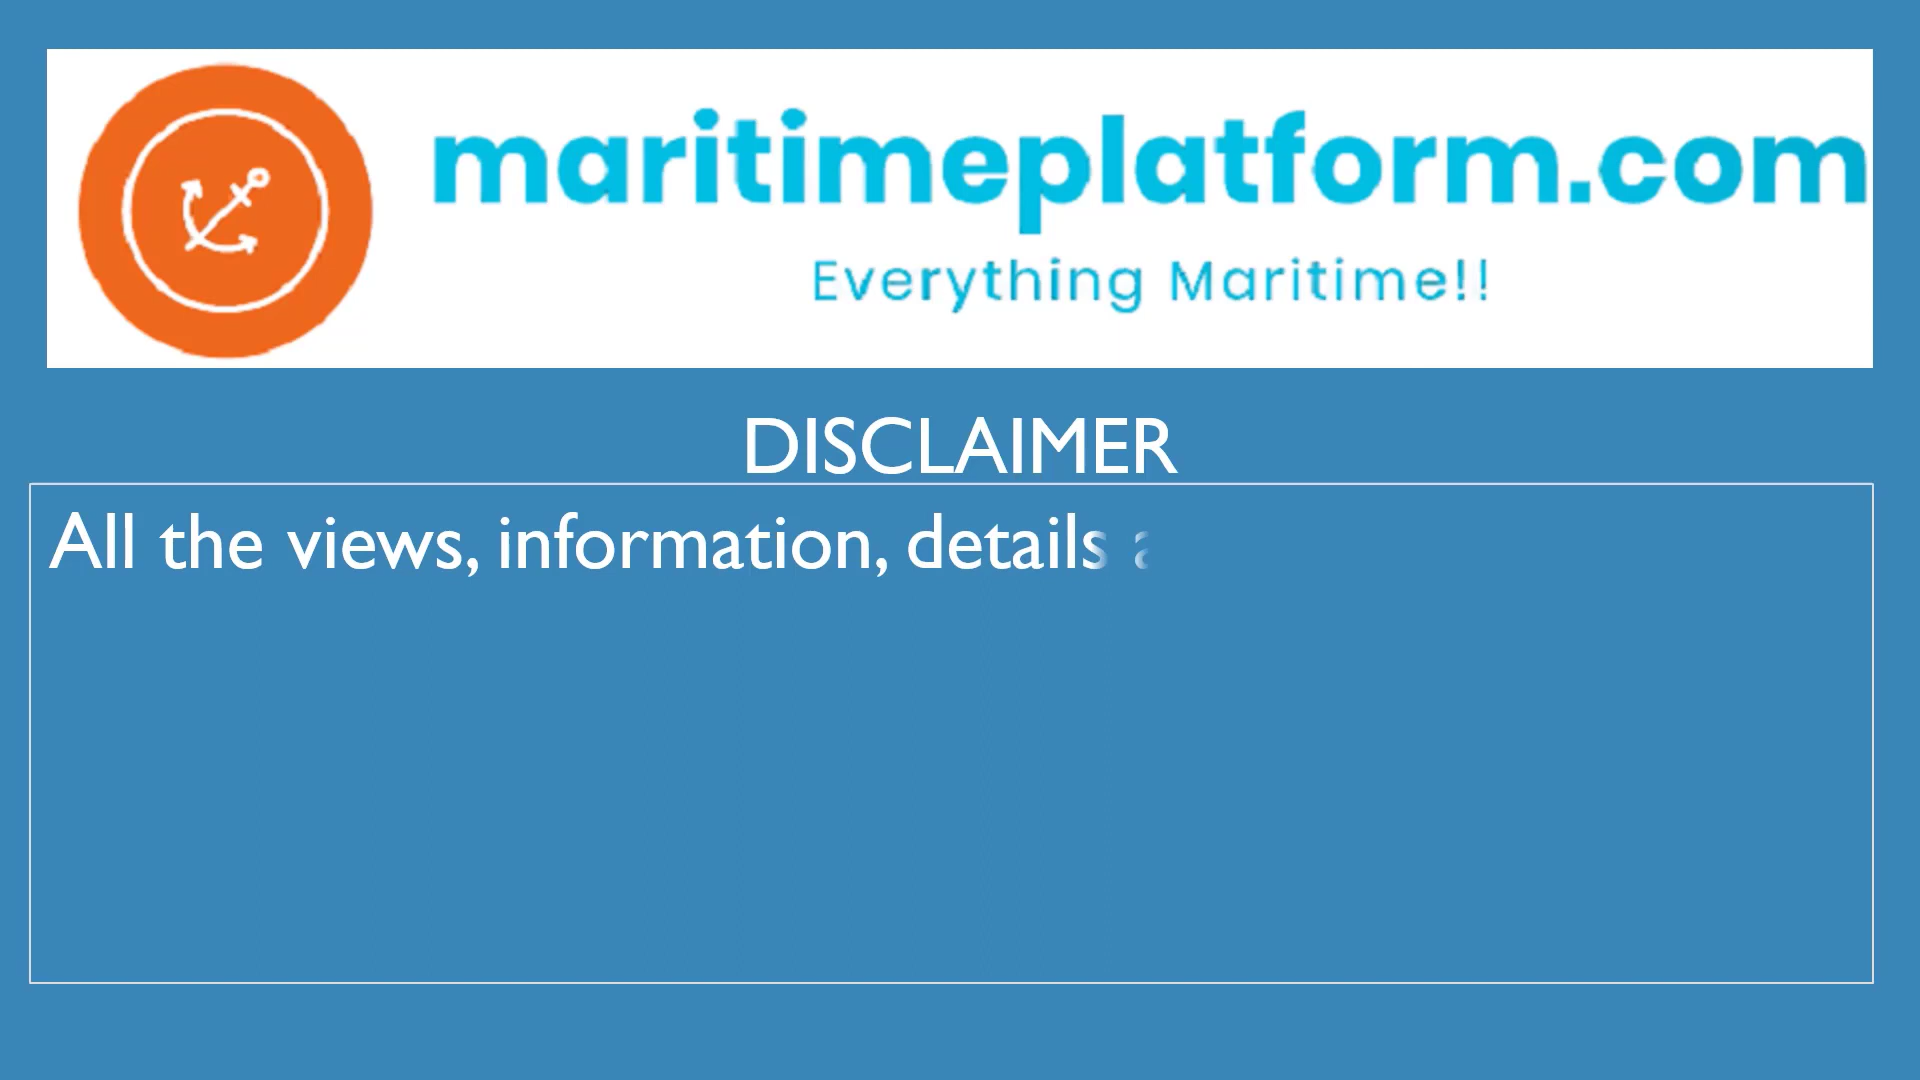 maritimeplatform.com
Everything Maritime!!
DISCLAIMER
All the views, information, details